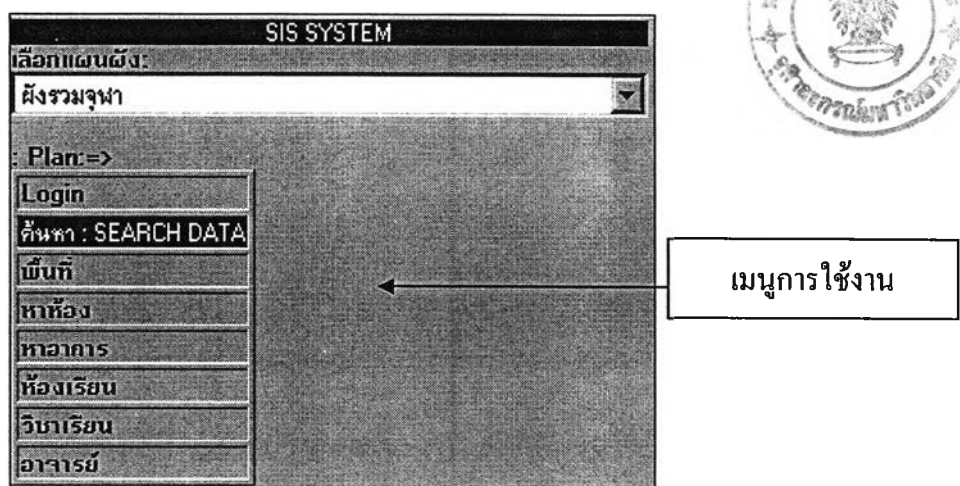 SIS SYSTEM
เลือกแผนผัง:
ผังรวมจุฬา
: Plan:=>
Login
ค้นหา : SEARCH DATA
พื้นที่
หาห้อง
หาอาคาร
ห้องเรียน
วิชาเรียน
อาจารย์
เมนูการใช้งาน